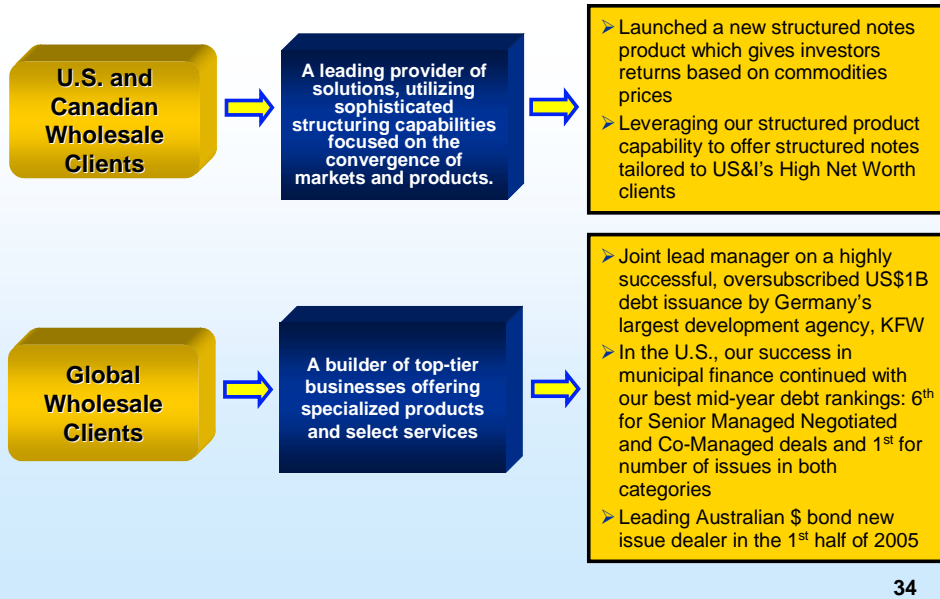 U.S. and
Canadian
Wholesale
Clients
A leading provider of
solutions, utilizing
sophisticated
structuring capabilities
focused on the
convergence of
markets and products.
➢ Launched a new structured notes
product which gives investors
returns based on commodities
prices
➢ Leveraging our structured product
capability to offer structured notes
tailored to US&I's High Net Worth
clients
Global
Wholesale
Clients
A builder of top-tier
businesses offering
specialized products
and select services
➢ Joint lead manager on a highly
successful, oversubscribed US$1B
debt issuance by Germany's
largest development agency, KFW
➢ In the U.S., our success in
municipal finance continued with
our best mid-year debt rankings: 6th
for Senior Managed Negotiated
and Co-Managed deals and 1st for
number of issues in both
categories
➢ Leading Australian $ bond new
issue dealer in the 1st half of 2005
34